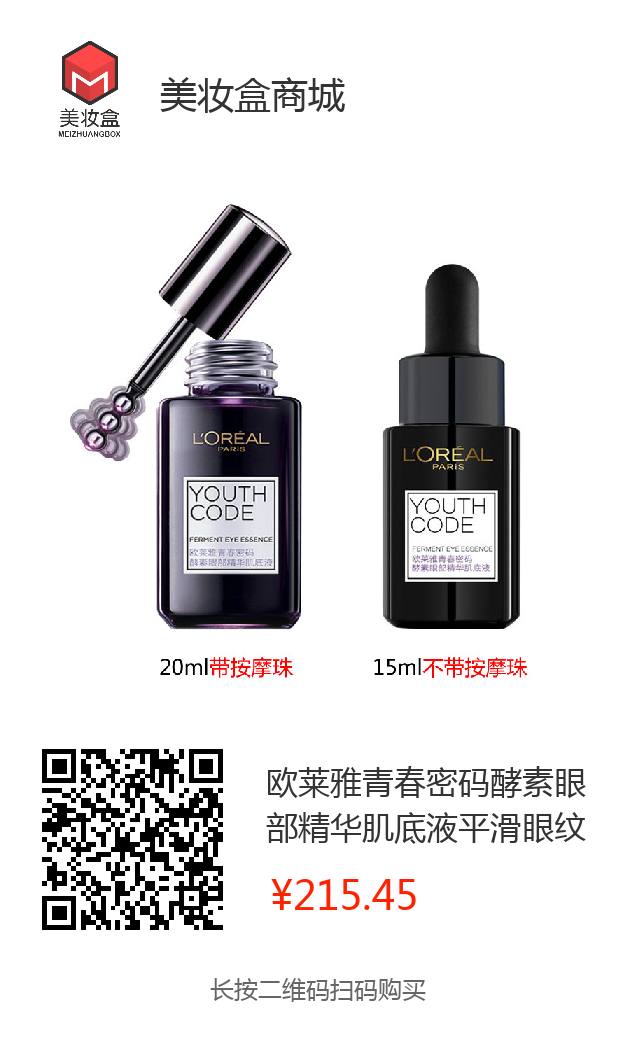 美妆盒
MEIZHUANGBOX
美妆盒商城
L'ORÉAL
PARIS
YOUTH
CODE
FERMENT EYE ESSENCE
欧莱雅青春密码
酵素眼部精华肌底液
L'ORÉAL
PARIS
YOUTH
CODE
FERMENT EYE ESSENCE
欧莱雅青春密码
酵素眼部精华肌底液
20ml带按摩珠
15ml不带按摩珠
欧莱雅青春密码酵素眼
部精华肌底液平滑眼纹
¥215.45
长按二维码扫码购买